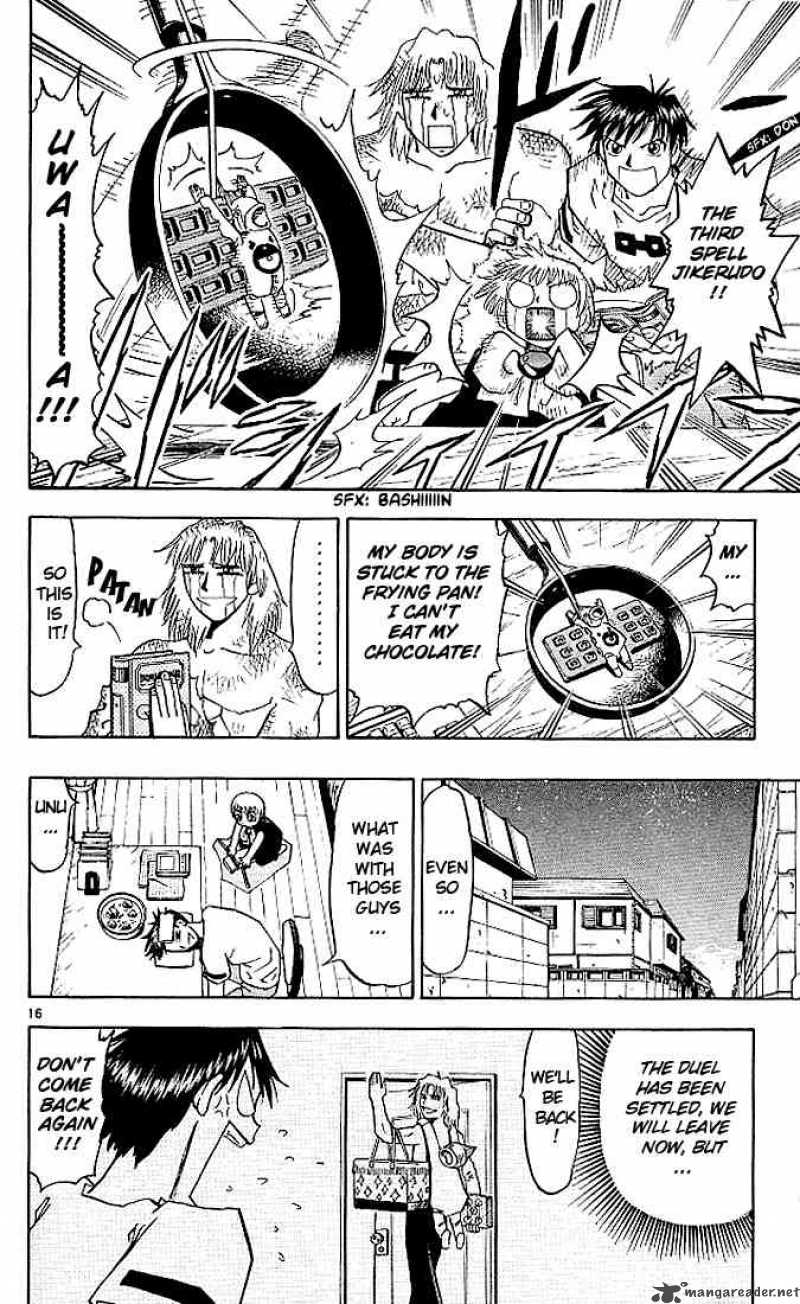 SFX: DON
THE
THIRD
SPELL
JIKERUDO
!!
UWA
A!!!
SFX: BASHIIIIIN
MY
...
MY BODY IS
STUCK TO THE
FRYING PAN!
I CAN'T
EAT MY
CHOCOLATE!
PATAN
SO
THIS
IS
IT!
EVEN
SO
...
WHAT
WAS
WITH
THOSE
GUYS
...
UNU
...
16
THE DUEL
HAS BEEN
SETTLED, WE
WILL LEAVE
NOW, BUT
...
WE'LL
BE
BACK
!
DON'T
COME
BACK
AGAIN
!!!
mangareader.net